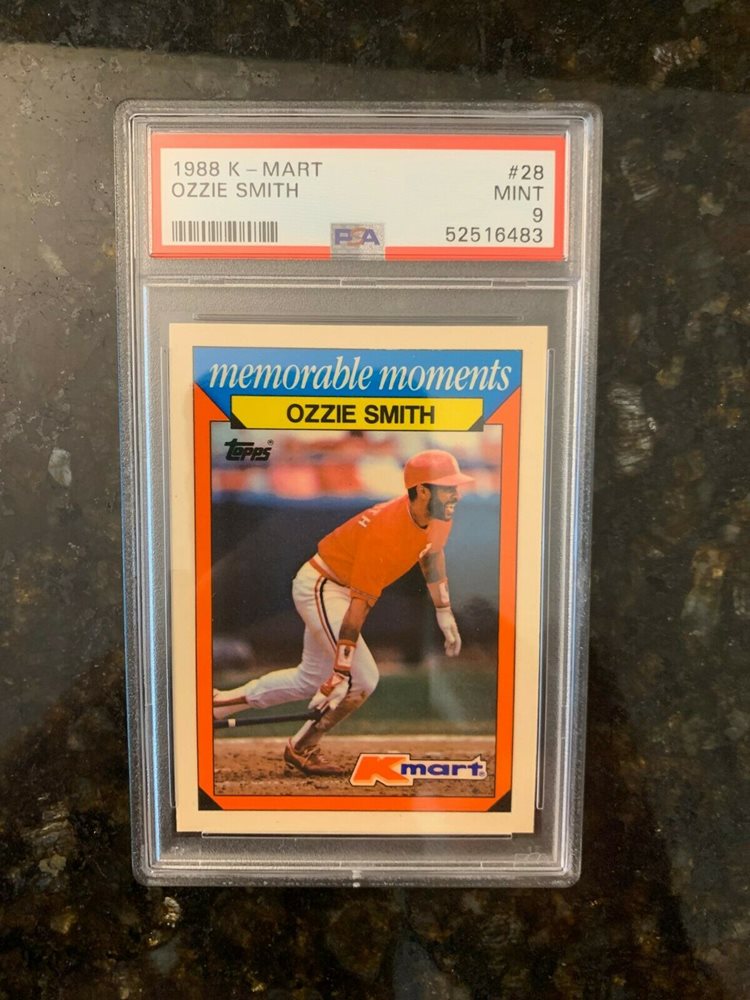 1988 K-MART #28
OZZIE SMITH MINT
9
PSA 52516483
memorable moments
OZZIE SMITH
Topps®
Kmart®